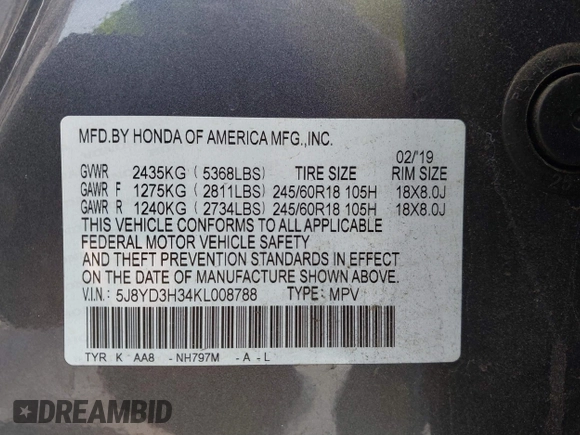 MFD.BY HONDA OF AMERICA MFG.,INC.
02/'19
GVWR 2435KG ( 5368LBS) TIRE SIZE RIM SIZE
GAWR F 1275KG ( 2811LBS) 245/60R18 105H 18X8.0J
GAWR R 1240KG ( 2734LBS) 245/60R18 105H 18X8.0J
THIS VEHICLE CONFORMS TO ALL APPLICABLE
FEDERAL MOTOR VEHICLE SAFETY
AND THEFT PREVENTION STANDARDS IN EFFECT
ON THE DATE OF MANUFACTURE SHOWN ABOVE.
V.I.N.: 5J8YD3H34KL008788 TYPE: MPV
TYR K AA8 - NH797M - A - L
DREAMBID